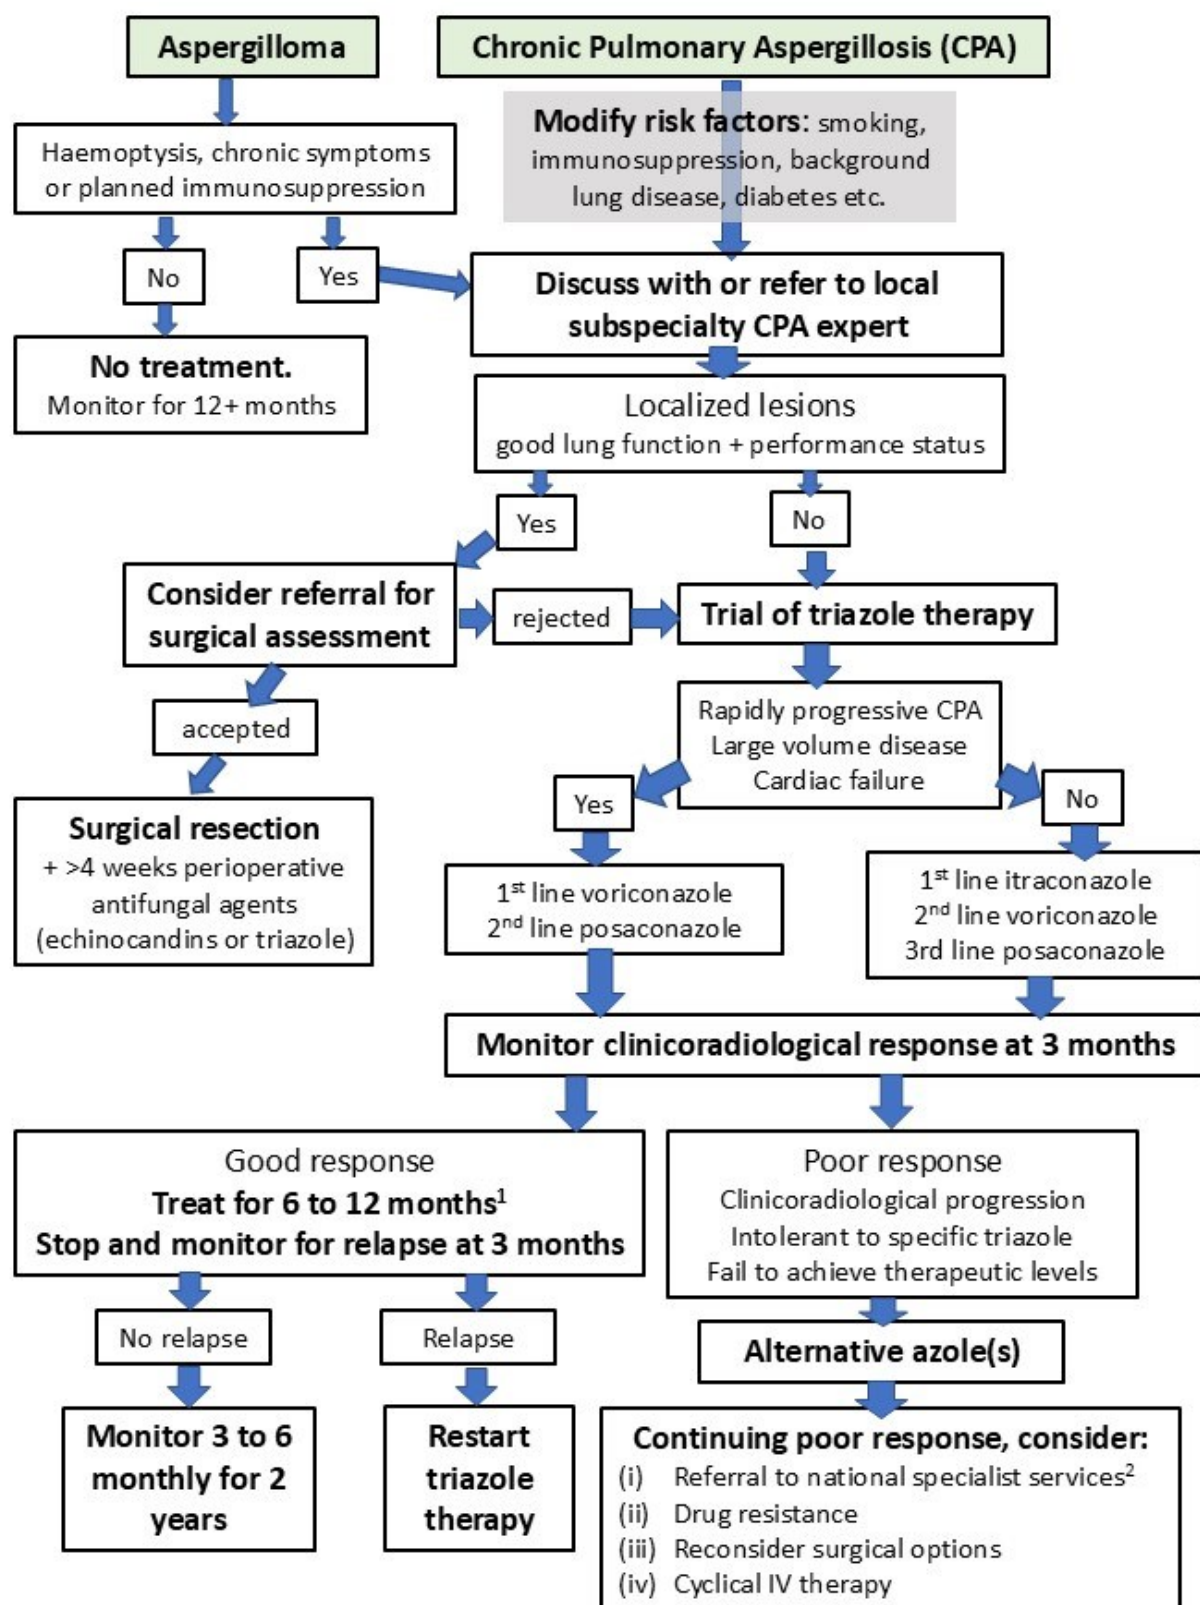 Aspergilloma
Chronic Pulmonary Aspergillosis (CPA)
Modify risk factors: smoking,
immunosuppression, background
lung disease, diabetes etc.
Haemoptysis, chronic symptoms
or planned immunosuppression
No
Yes
Discuss with or refer to local
subspecialty CPA expert
No treatment.
Monitor for 12+ months
Localized lesions
good lung function + performance status
Yes
No
Consider referral for
surgical assessment
rejected
Trial of triazole therapy
accepted
Rapidly progressive CPA
Large volume disease
Cardiac failure
Yes
No
Surgical resection
+ >4 weeks perioperative
antifungal agents
(echinocandins or triazole)
1st line voriconazole
2nd line posaconazole
1st line itraconazole
2nd line voriconazole
3rd line posaconazole
Monitor clinicoradiological response at 3 months
Good response
Treat for 6 to 12 months1
Stop and monitor for relapse at 3 months
Poor response
Clinicoradiological progression
Intolerant to specific triazole
Fail to achieve therapeutic levels
No relapse
Relapse
Alternative azole(s)
Monitor 3 to 6
monthly for 2
years
Restart
triazole
therapy
Continuing poor response, consider:
(i) Referral to national specialist services2
(ii) Drug resistance
(iii) Reconsider surgical options
(iv) Cyclical IV therapy